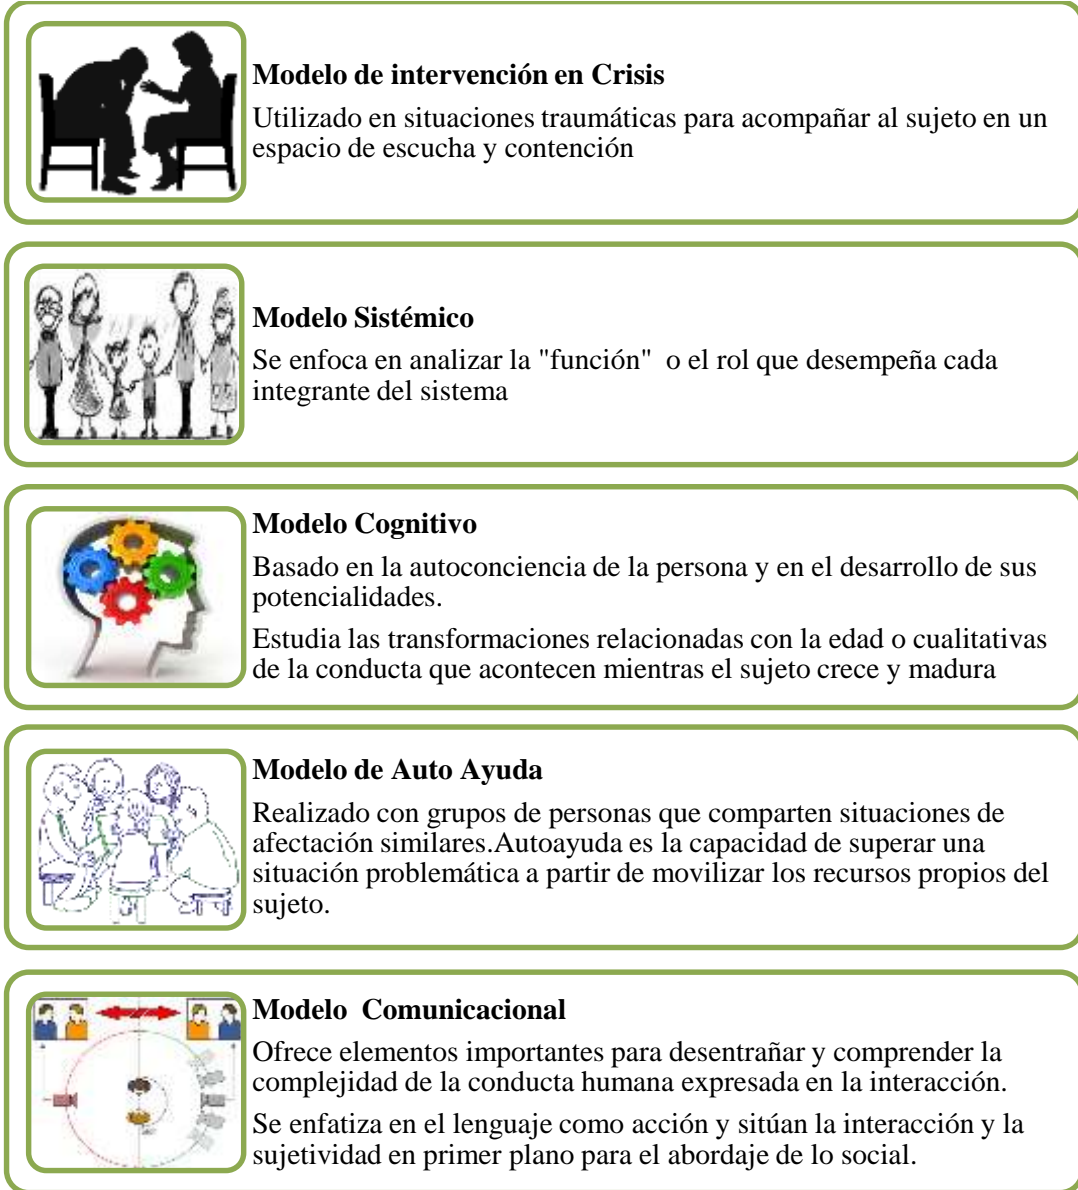 Modelo de intervención en Crisis
Utilizado en situaciones traumáticas para acompañar al sujeto en un
espacio de escucha y contención
Modelo Sistémico
Se enfoca en analizar la "función"  o el rol que desempeña cada
integrante del sistema
Modelo Cognitivo
Basado en la autoconciencia de la persona y en el desarrollo de sus
potencialidades.
Estudia las transformaciones relacionadas con la edad o cualitativas
de la conducta que acontecen mientras el sujeto crece y madura
Modelo de Auto Ayuda
Realizado con grupos de personas que comparten situaciones de
afectación similares.Autoayuda es la capacidad de superar una
situación problemática a partir de movilizar los recursos propios del
sujeto.
Modelo  Comunicacional
Ofrece elementos importantes para desentrañar y comprender la
complejidad de la conducta humana expresada en la interacción.
Se enfatiza en el lenguaje como acción y sitúan la interacción y la
sujetividad en primer plano para el abordaje de lo social.